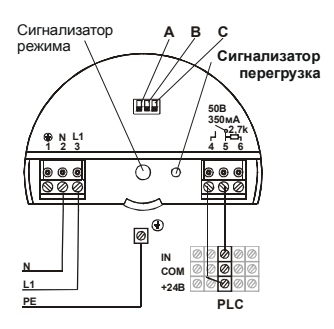 Сигнализатор
режима
A B C
Сигнализатор
перегрузка
50В
350мА
2,7k
N L1
1 2 3
4 5 6
N
L1
PE
IN
COM
+24В
PLC